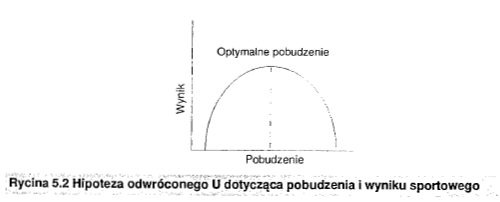 Optymalne pobudzenie
Wynik
Pobudzenie
Rycina 5.2 Hipoteza odwróconego U dotycząca pobudzenia i wyniku sportowego